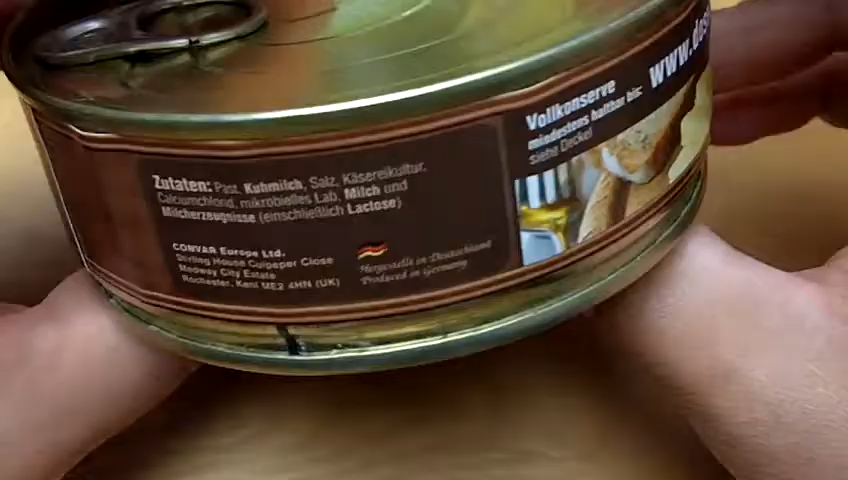 Zutaten: Past. Kuhmilch, Salz, Käsereikultur,
Calciumchlorid, mikrobielles Lab, Milch und
Milcherzeugnisse (einschließlich Lactose)
CONVAR Europe Ltd.
Stirling House Culpeper Close
Medway City Estate
Rochester, Kent ME2 4HN (UK)
Hergestellt in Deutschland
Produced in Germany
Vollkonserve
mindestens haltbar bis:
siehe Deckel
www.dos